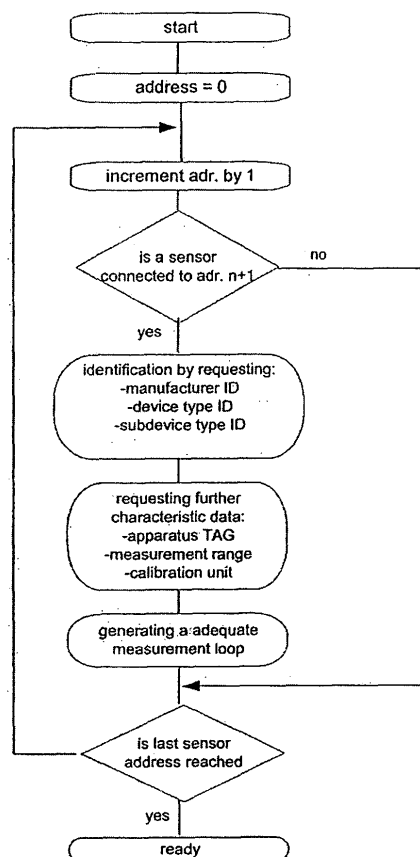 start
address = 0
increment adr. by 1
is a sensor
connected to adr. n+1
no
yes
identification by requesting:
-manufacturer ID
-device type ID
-subdevice type ID
requesting further
characteristic data:
-apparatus TAG
-measurement range
-calibration unit
generating a adequate
measurement loop
is last sensor
address reached
yes
ready